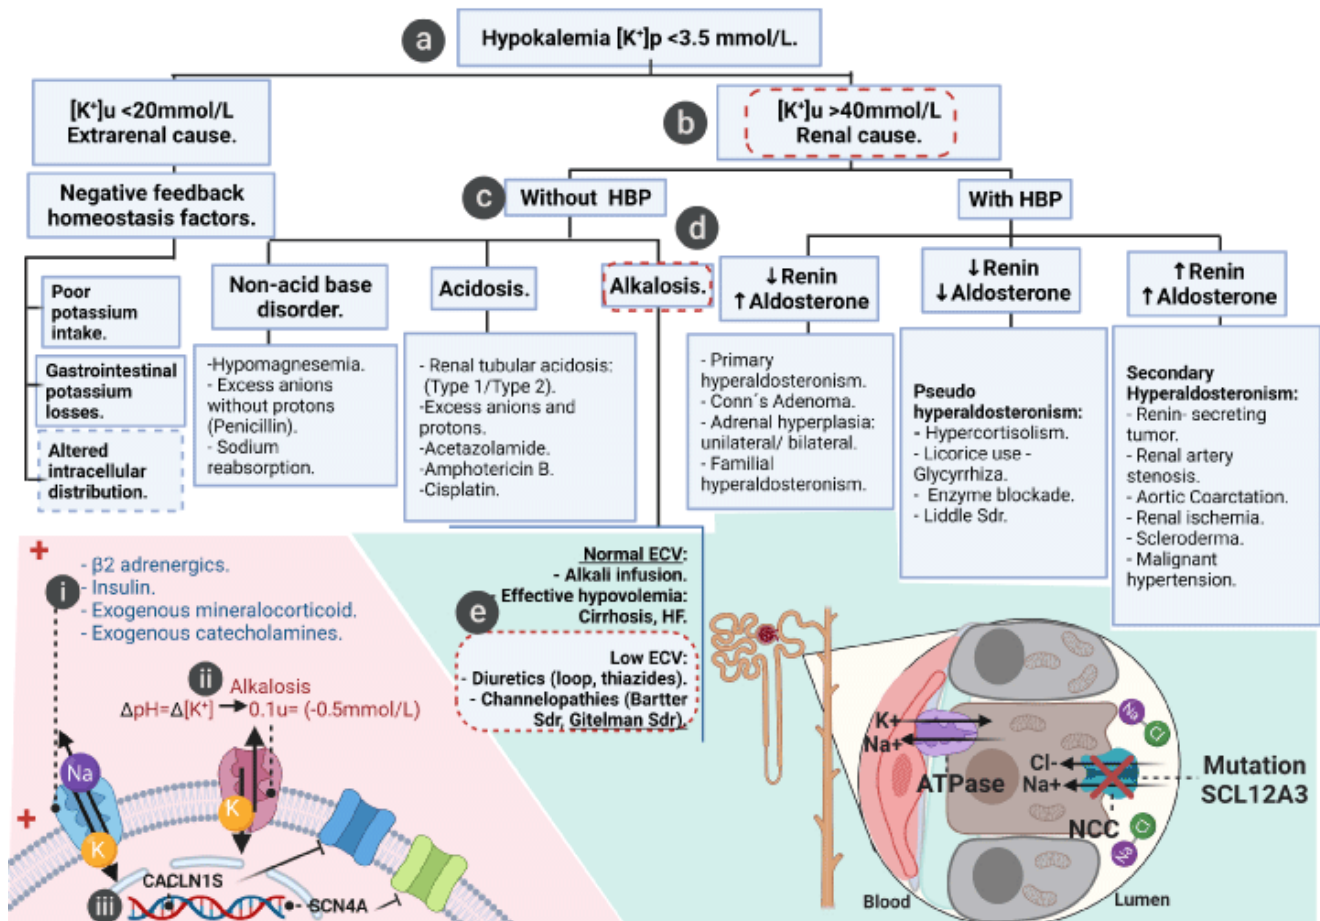 a
Hypokalemia [K⁺]p <3.5 mmol/L.
[K⁺]u <20mmol/L
Extrarenal cause.
b
[K⁺]u >40mmol/L
Renal cause.
Negative feedback
homeostasis factors.
c
Without HBP
With HBP
d
Poor
potassium
intake.
Gastrointestinal
potassium
losses.
Altered
intracellular
distribution.
Non-acid base
disorder.
-Hypomagnesemia.
- Excess anions
without protons
(Penicillin).
- Sodium
reabsorption.
Acidosis.
- Renal tubular acidosis:
(Type 1/Type 2).
-Excess anions and
protons.
-Acetazolamide.
-Amphotericin B.
-Cisplatin.
Alkalosis.
↓Renin
↑Aldosterone
- Primary
hyperaldosteronism.
- Conn´s Adenoma.
- Adrenal hyperplasia:
unilateral/ bilateral.
- Familial
hyperaldosteronism.
↓Renin
↓Aldosterone
Pseudo
hyperaldosteronism:
- Hypercortisolism.
- Licorice use -
Glycyrrhiza.
- Enzyme blockade.
- Liddle Sdr.
↑Renin
↑Aldosterone
Secondary
Hyperaldosteronism:
- Renin- secreting
tumor.
- Renal artery
stenosis.
- Aortic Coarctation.
- Renal ischemia.
- Scleroderma.
- Malignant
hypertension.
Normal ECV:
- Alkali infusion.
- Effective hypovolemia:
Cirrhosis, HF.
e
Low ECV:
- Diuretics (loop, thiazides).
- Channelopathies (Bartter
Sdr, Gitelman Sdr).
+
i
- β2 adrenergics.
- Insulin.
- Exogenous mineralocorticoid.
- Exogenous catecholamines.
ii
Alkalosis
ΔpH=Δ[K⁺] → 0.1u= (-0.5mmol/L)
Na
K
K
+
iii
CACLN1S
SCN4A
K+
Na+
ATPase
Cl-
Na+
NCC
Na
Cl
Na
Cl
Blood
Lumen
Mutation
SCL12A3